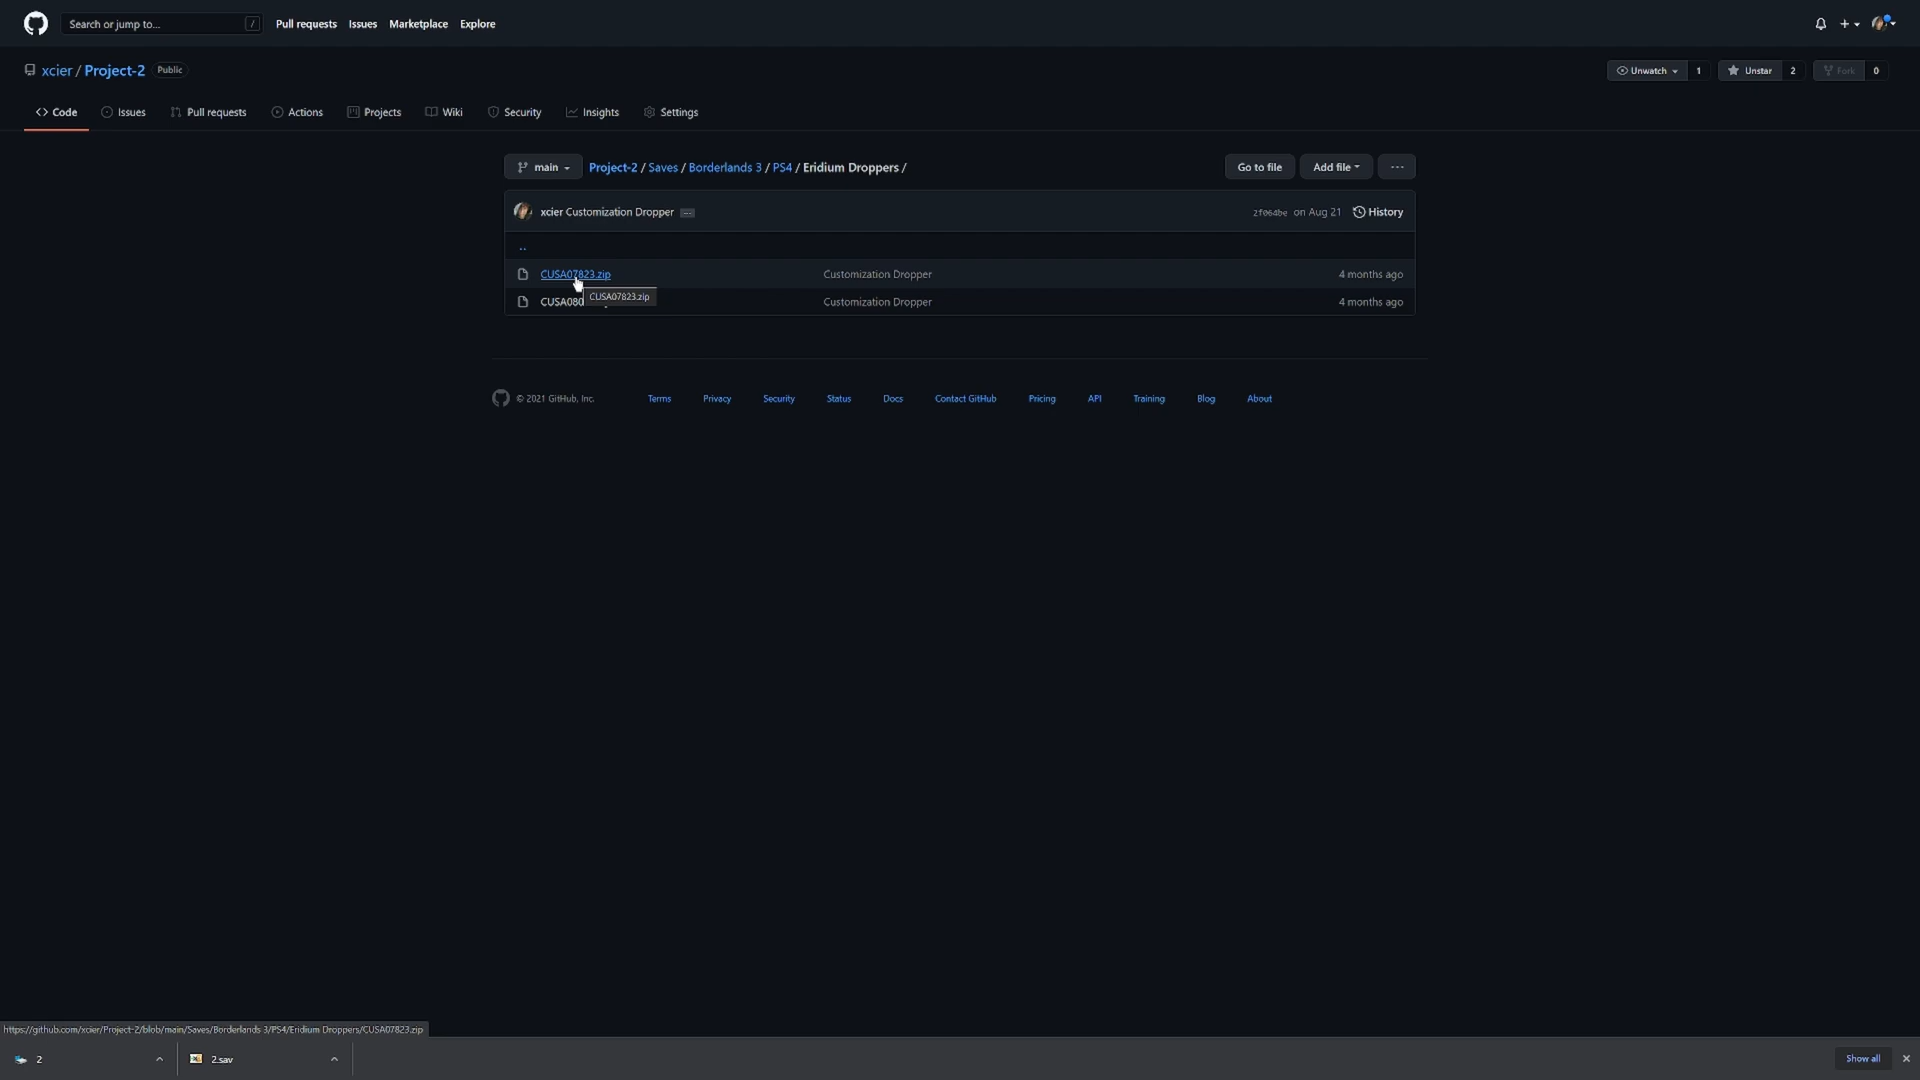 Search or jump to... /
Pull requests Issues Marketplace Explore
xcier / Project-2 Public
Unwatch 1 Unstar 2 Fork 0
Code Issues Pull requests Actions Projects Wiki Security Insights Settings
main Project-2 / Saves / Borderlands 3 / PS4 / Eridium Droppers /
Go to file Add file ...
xcier Customization Dropper ... 2f064be on Aug 21 History
..
CUSA07823.zip Customization Dropper 4 months ago
CUSA07823.zip
CUSA080 Customization Dropper 4 months ago
© 2021 GitHub, Inc. Terms Privacy Security Status Docs Contact GitHub Pricing API Training Blog About
https://github.com/xcier/Project-2/blob/main/Saves/Borderlands 3/PS4/Eridium Droppers/CUSA07823.zip
2 2.sav Show all